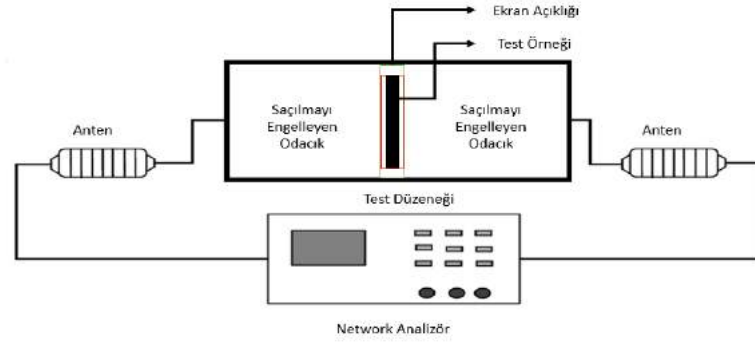 Ekran Açıklığı
Test Örneği
Saçılmayı
Engelleyen
Odacık
Saçılmayı
Engelleyen
Odacık
Anten
Anten
Test Düzeneği
Network Analizör